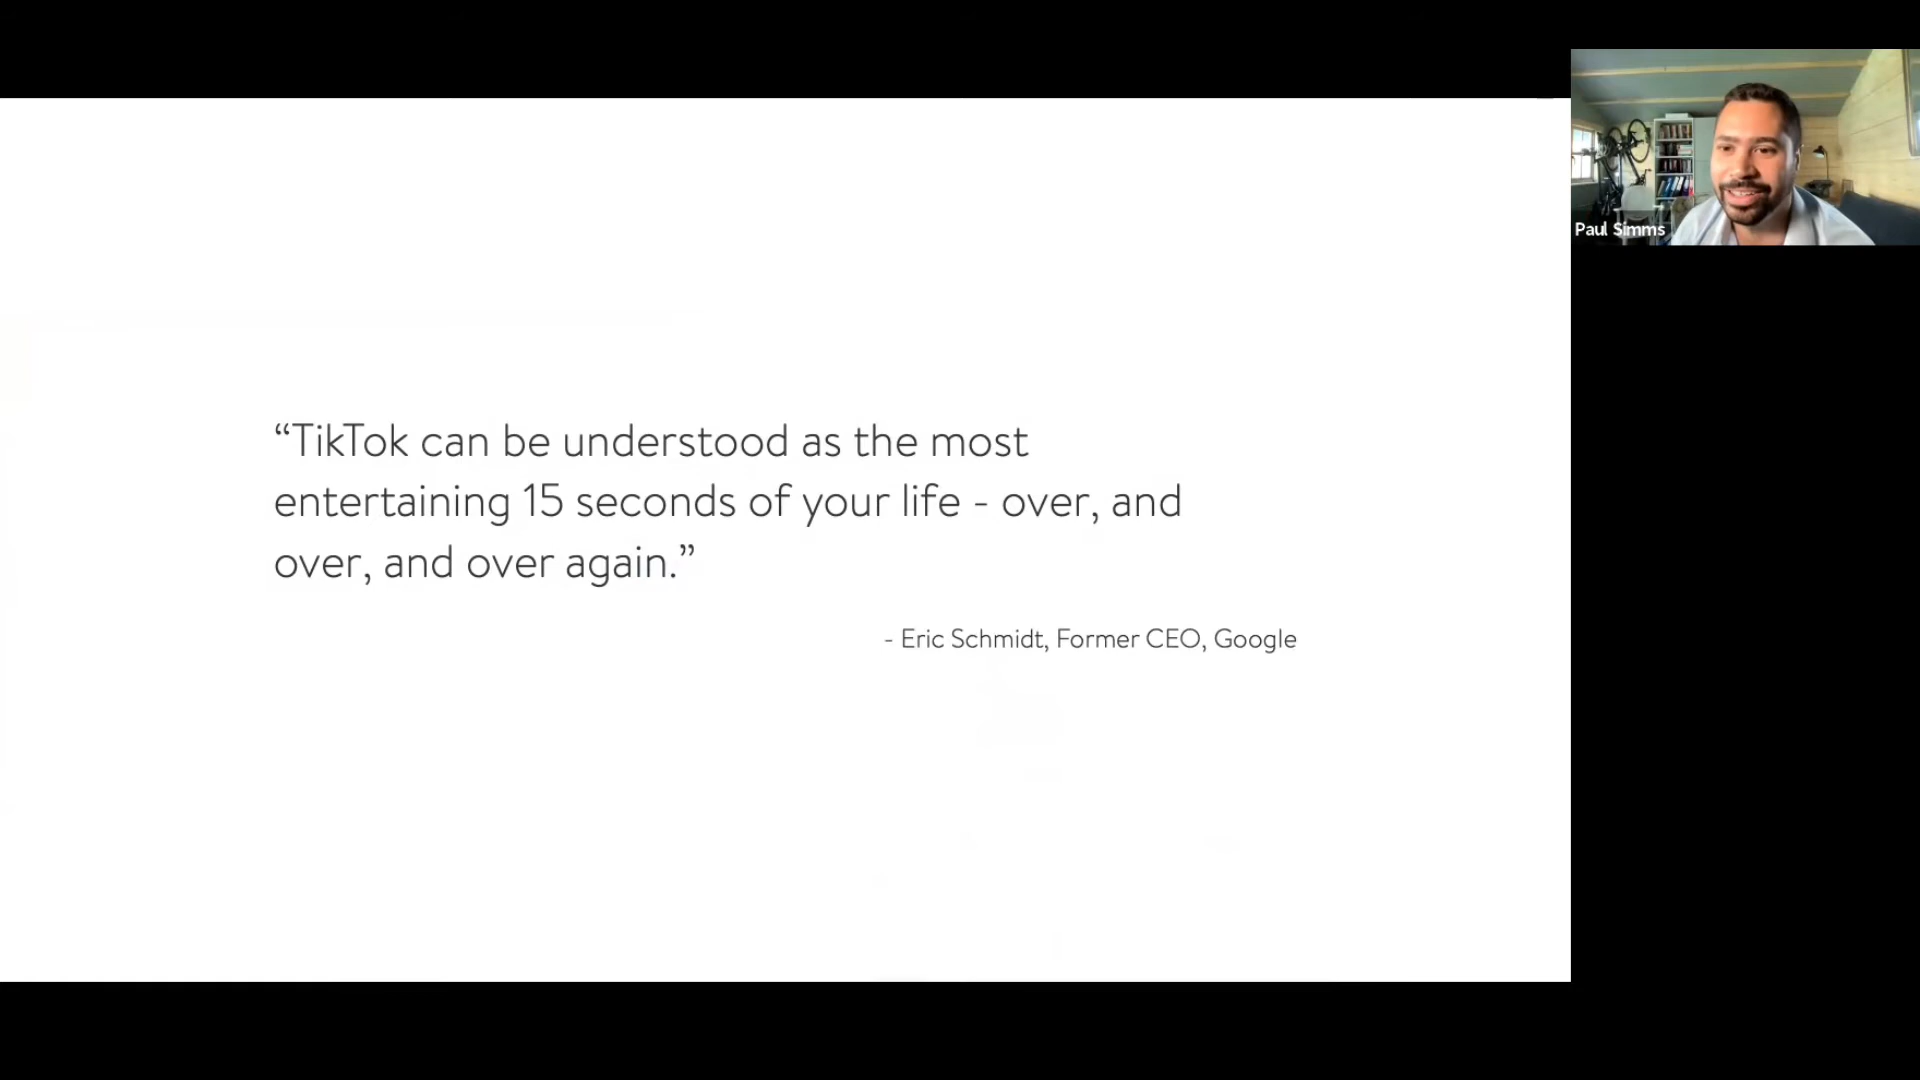 “TikTok can be understood as the most
entertaining 15 seconds of your life - over, and
over, and over again.”
- Eric Schmidt, Former CEO, Google
Paul Simms